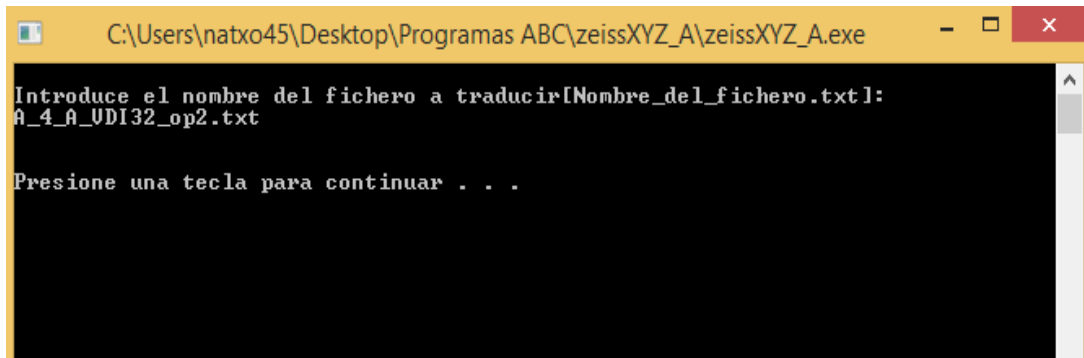 C:\Users\natxo45\Desktop\Programas ABC\zeissXYZ_A\zeissXYZ_A.exe
Introduce el nombre del fichero a traducir[Nombre_del_fichero.txt]:
A_4_A_VDI32_op2.txt
Presione una tecla para continuar . . .